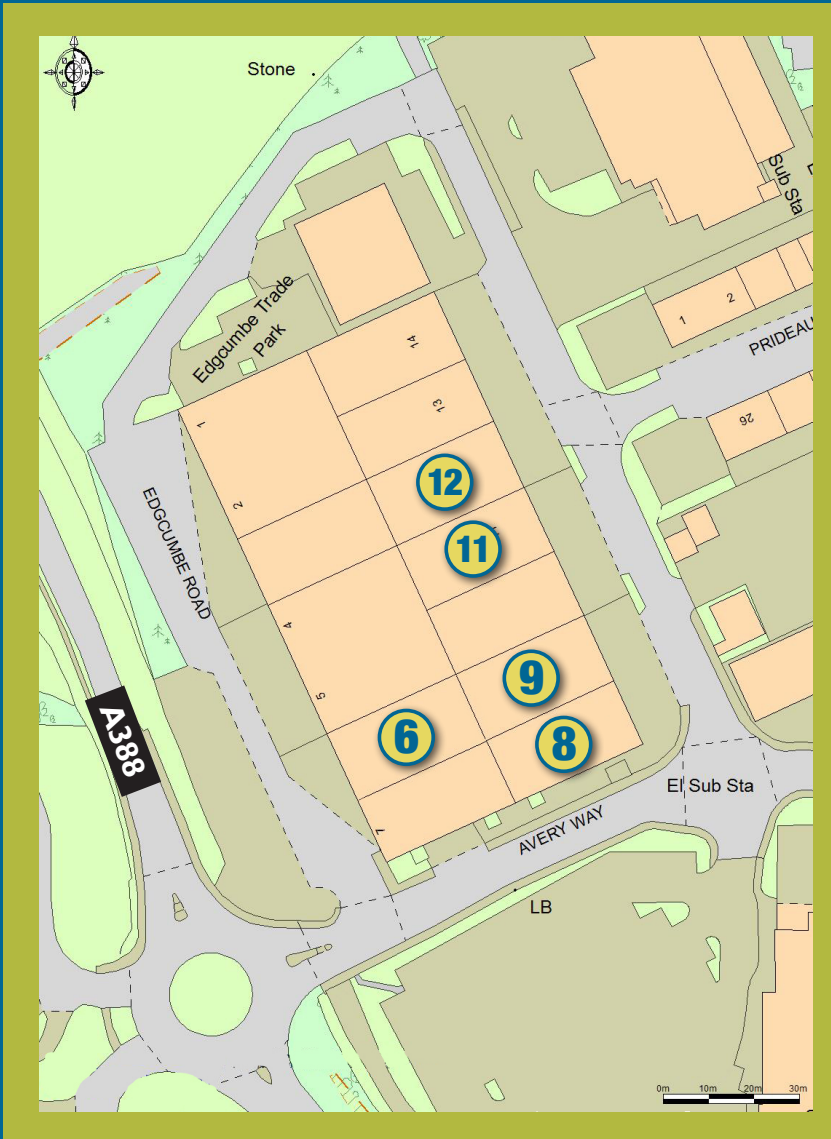 Stone
Sub Sta
Edgcumbe Trade
Park
1
2
PRIDEAU
14
13
1
26
12
2
11
EDGCUMBE ROAD
4
9
5
6
8
A388
El Sub Sta
7
AVERY WAY
LB
0m 10m 20m 30m